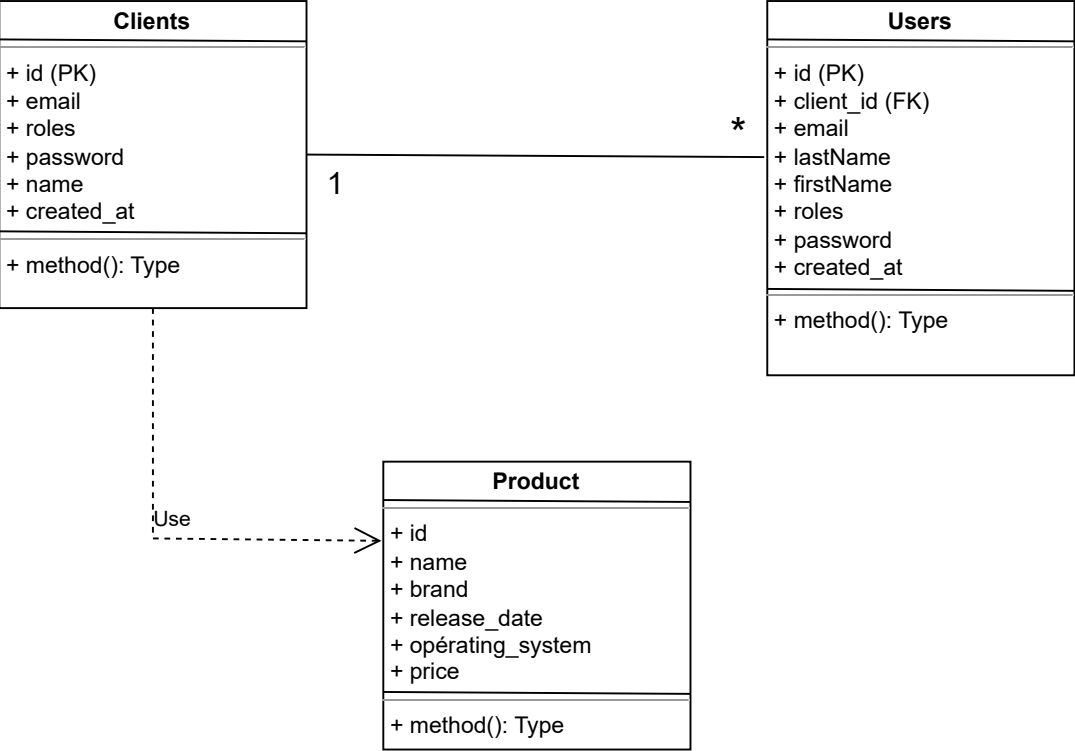 Clients
+ id (PK)
+ email
+ roles
+ password
+ name
+ created_at
+ method(): Type
1
*
Users
+ id (PK)
+ client_id (FK)
+ email
+ lastName
+ firstName
+ roles
+ password
+ created_at
+ method(): Type
Use
Product
+ id
+ name
+ brand
+ release_date
+ opérating_system
+ price
+ method(): Type